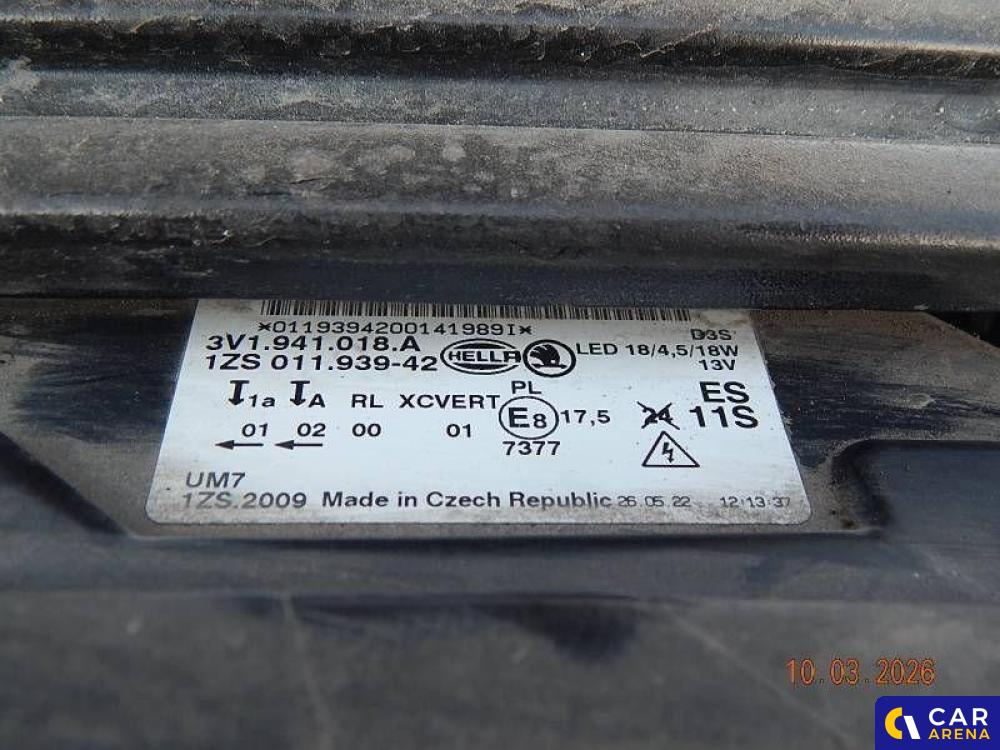 *0119394200141989I*
3V1.941.018.A
D3S
1ZS 011.939-42 HELLA LED 18/4,5/18W
13V
1a A RL XCVERT PL ES
E8 17,5 24 11S
01 02 00 01
7377
UM7
1ZS.2009 Made in Czech Republic 26.05.22 12:13:37
10.03.2026
CAR
ARENA